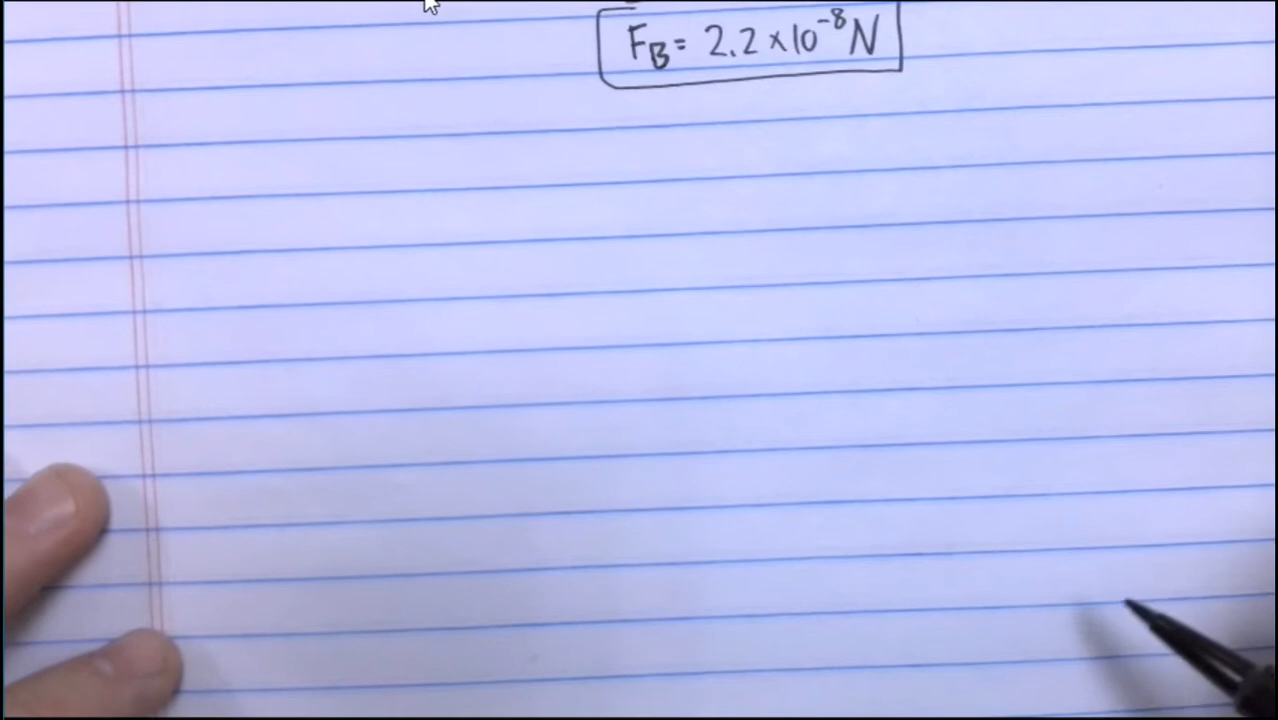 F_B = 2.2 × 10⁻⁸ N